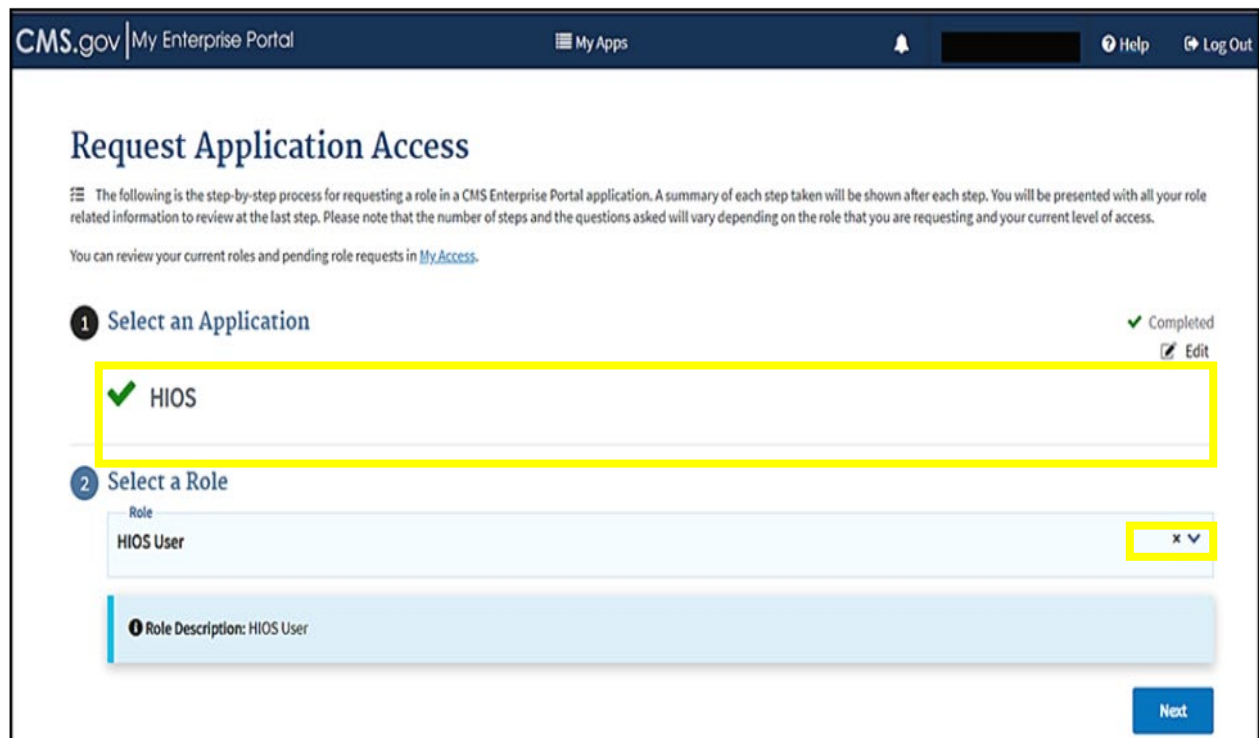 CMS.gov | My Enterprise Portal My Apps Help Log Out
Request Application Access
The following is the step-by-step process for requesting a role in a CMS Enterprise Portal application. A summary of each step taken will be shown after each step. You will be presented with all your role
related information to review at the last step. Please note that the number of steps and the questions asked will vary depending on the role that you are requesting and your current level of access.
You can review your current roles and pending role requests in My Access.
1 Select an Application
Completed
Edit
HIOS
2 Select a Role
Role
HIOS User
Role Description: HIOS User
Next